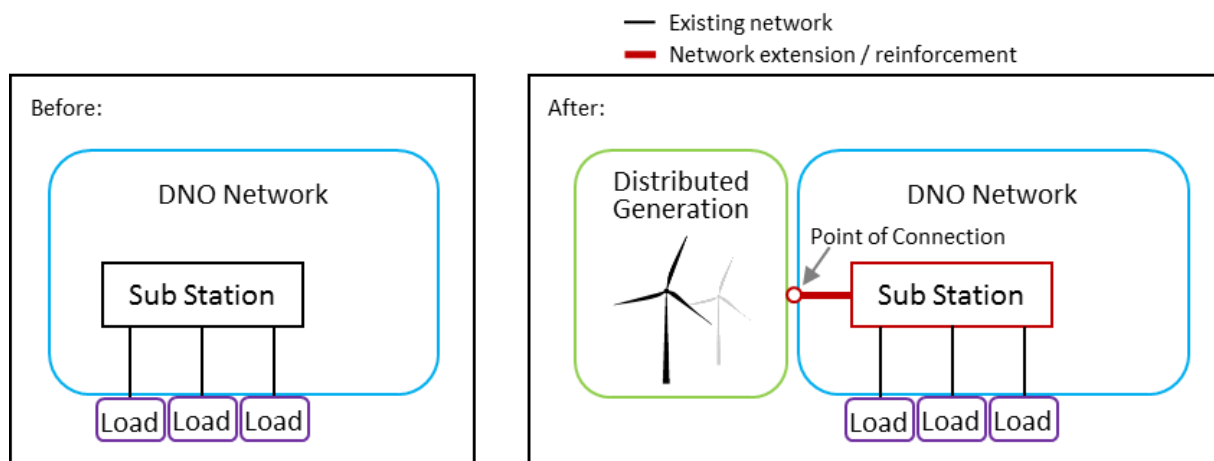 Existing network
Network extension / reinforcement
Before:
DNO Network
Sub Station
Load Load Load
After:
Distributed
Generation
DNO Network
Point of Connection
Sub Station
Load Load Load